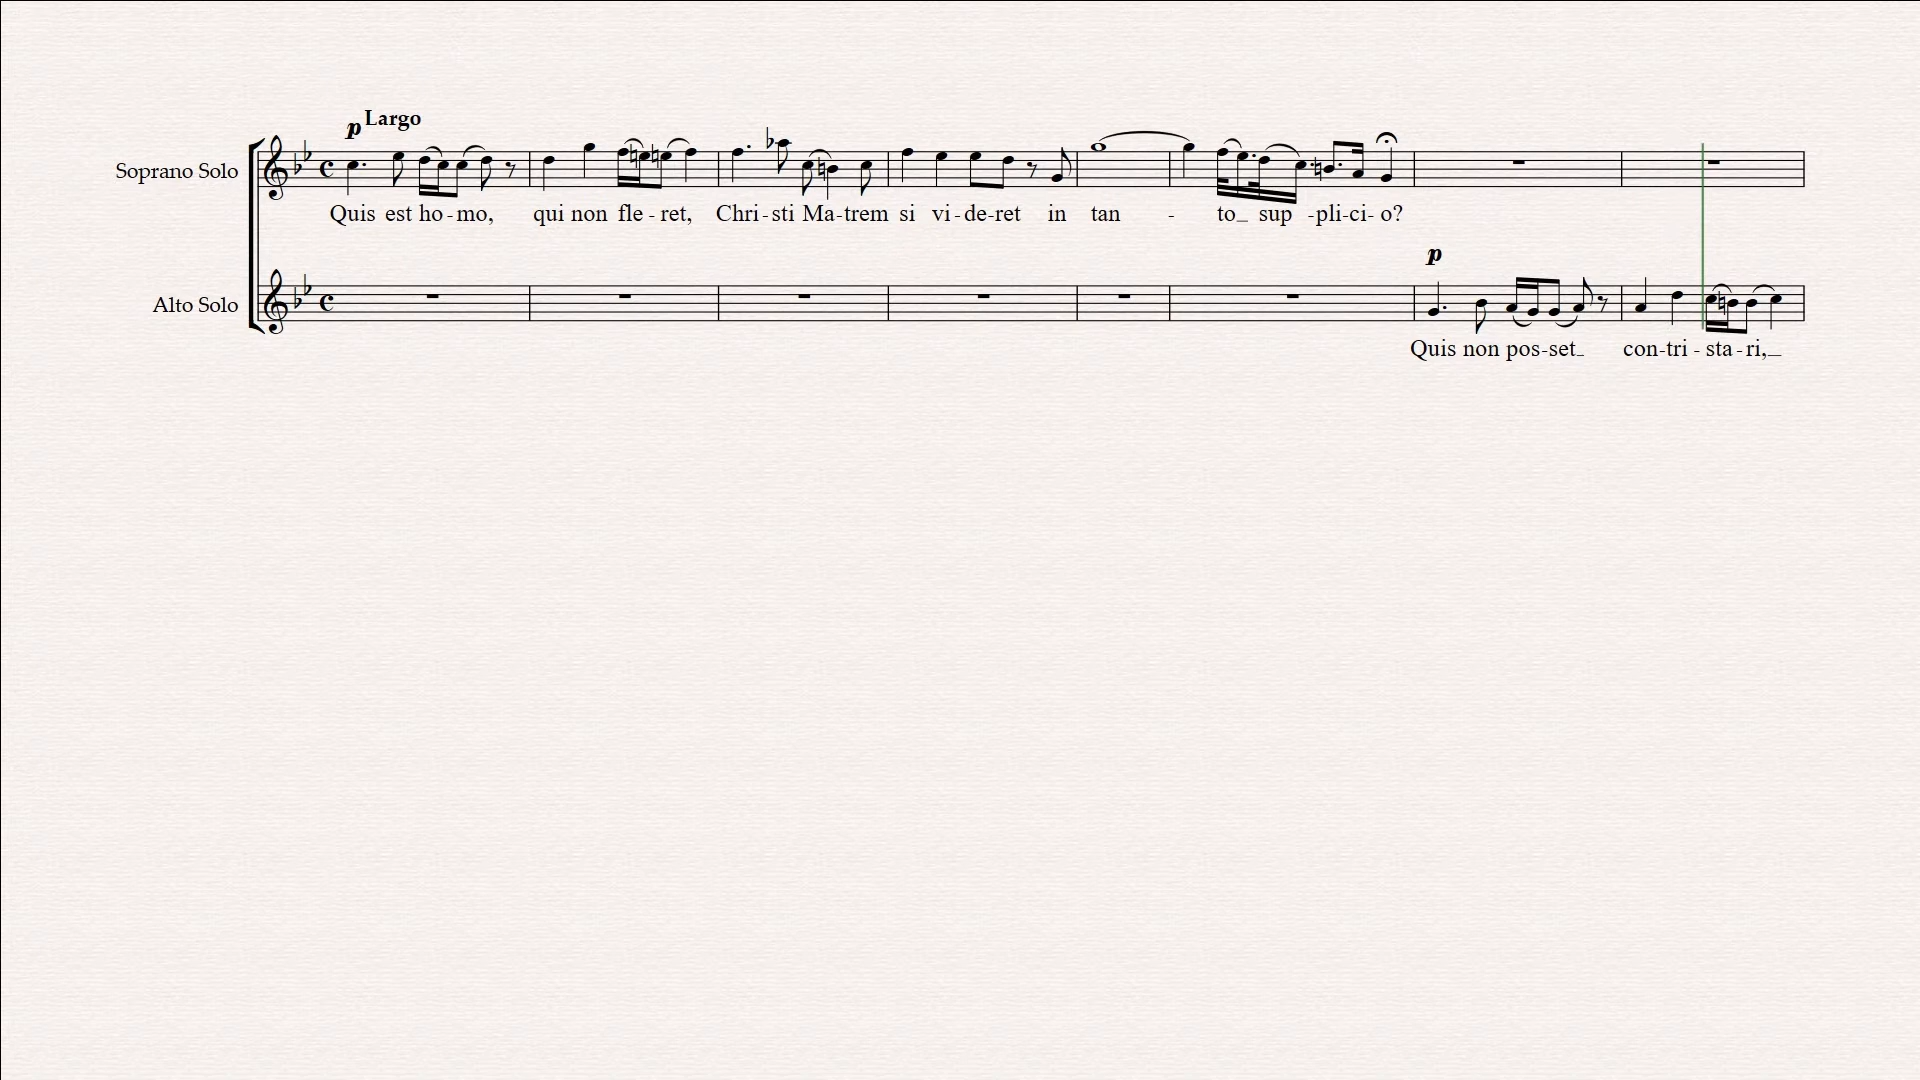 Largo
p
Soprano Solo
Quis est ho - mo, qui non fle - ret, Chri - sti Ma - trem si vi - de - ret in tan - to_ sup - pli - ci - o?
p
Alto Solo
Quis non pos - set_ con - tri - sta - ri,_